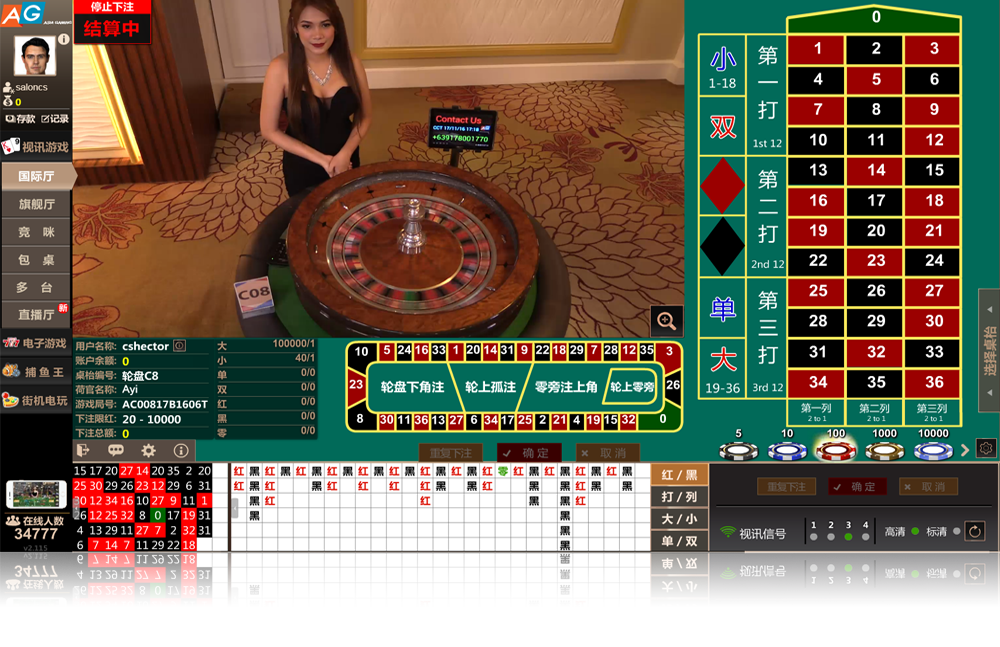 AG ASIA GAMING
停止下注
结算中
saloncs
0
存款 记录
视讯游戏
国际厅
旗舰厅
竞 咪
包 桌
多 台
直播厅 新
电子游戏
捕鱼王
街机电玩
在线人数
34777
v2.115
Contact Us
CCT 17/11/16 17:18
+639178001770
C08
用户名称: cshector
账户余额: 0
桌枱编号: 轮盘C8
荷官名称: Ayi
游戏局号: AC00817B1606T
下注限红: 20 - 10000
下注总额: 0
大 100000/1
小 40/1
单 0/0
双 0/0
红 0/0
黑 0/0
零 0/0
10 5 24 16 33 1 20 14 31 9 22 18 29 7 28 12 35 3
23 轮盘下角注 轮上孤注 零旁注上角 轮上零旁 26
8 30 11 36 13 27 6 34 17 25 2 21 4 19 15 32 0
重复下注 确 定 取 消
0
小
1-18
双
单
大
19-36
第一打
1st 12
第二打
2nd 12
第三打
3rd 12
1 2 3
4 5 6
7 8 9
10 11 12
13 14 15
16 17 18
19 20 21
22 23 24
25 26 27
28 29 30
31 32 33
34 35 36
第一列 第二列 第三列
2 to 1 2 to 1 2 to 1
选择桌枱
5 10 100 1000 10000
15 17 20 27 14 20 35 2 20
25 30 29 26 23 12 29 6 31
30 12 34 16 10 27 9 11 1
26 12 25 32 8 0 17 19 31
4 13 29 11 27 7 2 32 31
6 7 14 7 11 29 22 18
红 黑 红 黑 红 黑 红 黑 红 黑 红 黑 红 黑 红 黑 红 零 红 黑 红 黑 红 黑 红 黑
红 / 黑
打 / 列
大 / 小
单 / 双
重复下注 确 定 取 消
视讯信号 1 2 3 4 高清 标清